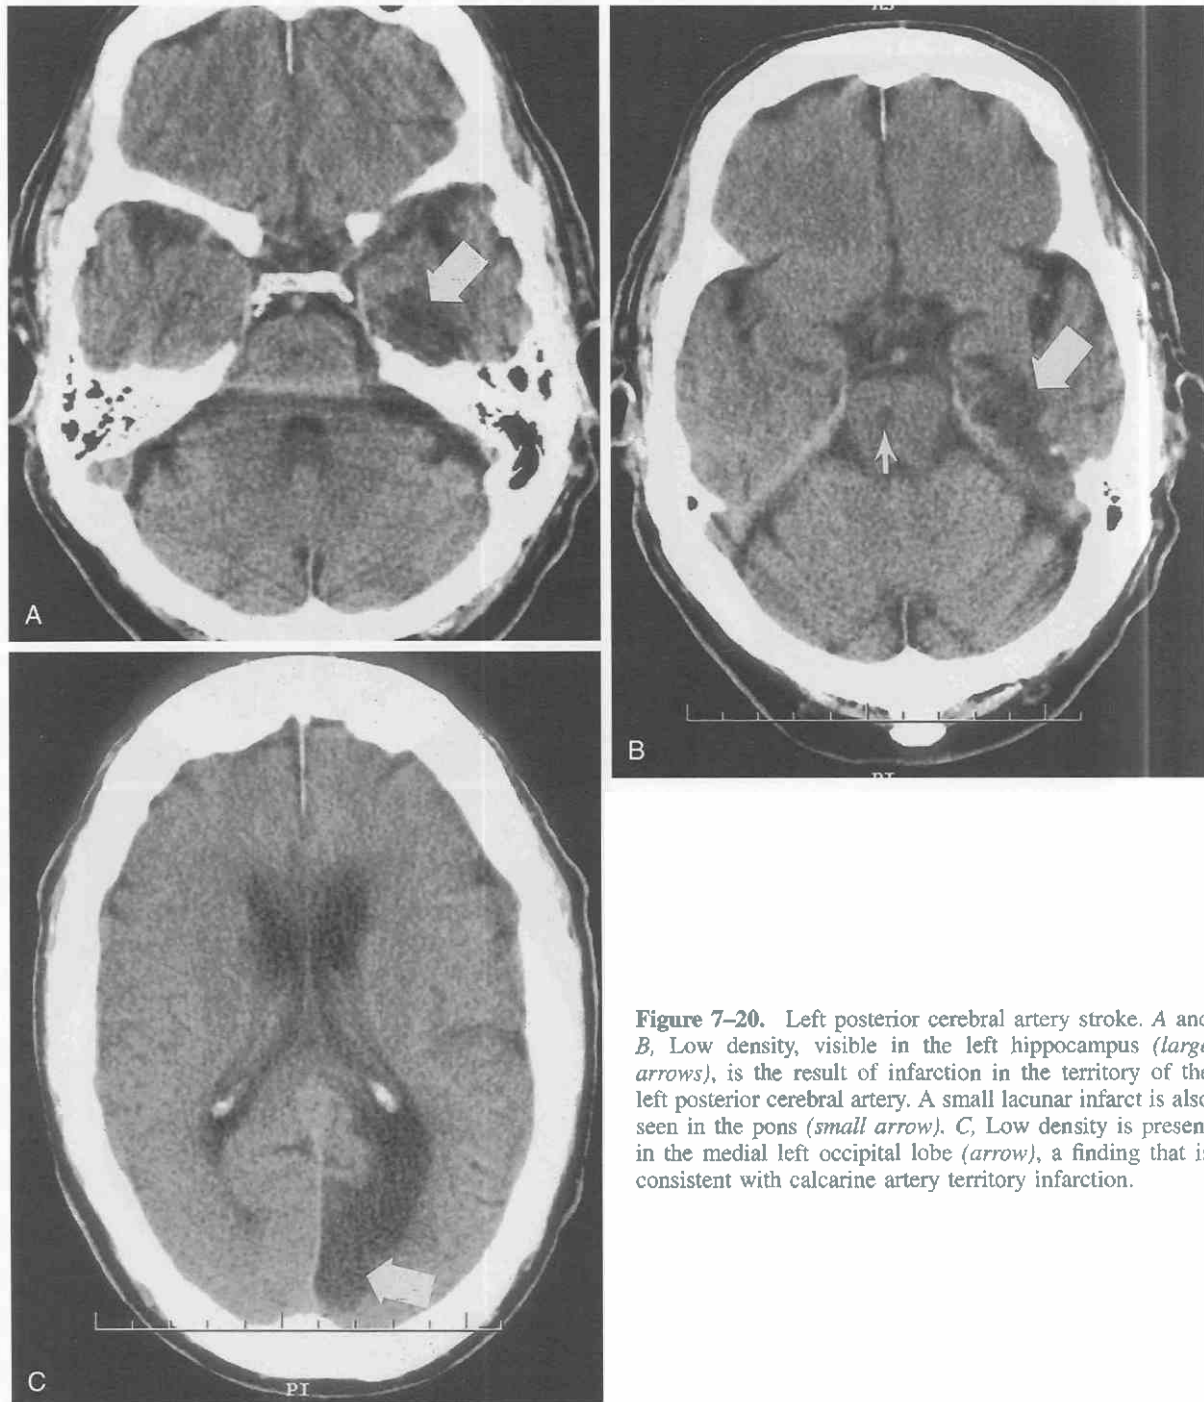 A
B
PI
C
PI
Figure 7–20. Left posterior cerebral artery stroke. A and
B, Low density, visible in the left hippocampus (large
arrows), is the result of infarction in the territory of the
left posterior cerebral artery. A small lacunar infarct is also
seen in the pons (small arrow). C, Low density is present
in the medial left occipital lobe (arrow), a finding that is
consistent with calcarine artery territory infarction.